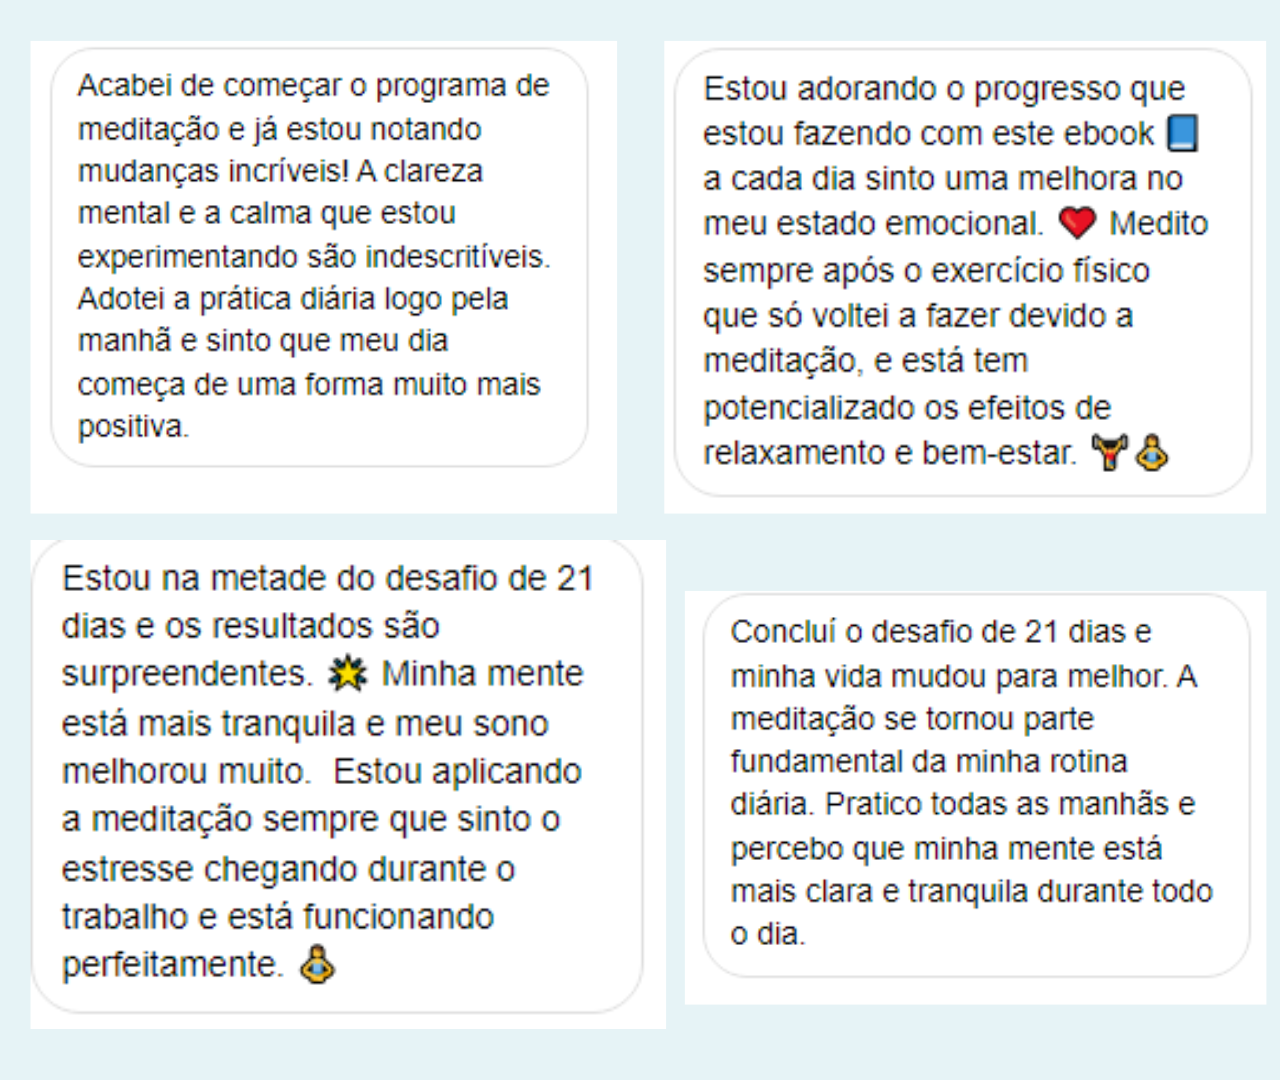 Acabei de começar o programa de
meditação e já estou notando
mudanças incríveis! A clareza
mental e a calma que estou
experimentando são indescritíveis.
Adotei a prática diária logo pela
manhã e sinto que meu dia
começa de uma forma muito mais
positiva.
Estou adorando o progresso que
estou fazendo com este ebook 📘
a cada dia sinto uma melhora no
meu estado emocional. ❤️ Medito
sempre após o exercício físico
que só voltei a fazer devido a
meditação, e está tem
potencializado os efeitos de
relaxamento e bem-estar. 🏋️🧘
Estou na metade do desafio de 21
dias e os resultados são
surpreendentes. 🌟 Minha mente
está mais tranquila e meu sono
melhorou muito.  Estou aplicando
a meditação sempre que sinto o
estresse chegando durante o
trabalho e está funcionando
perfeitamente. 🧘
Concluí o desafio de 21 dias e
minha vida mudou para melhor. A
meditação se tornou parte
fundamental da minha rotina
diária. Pratico todas as manhãs e
percebo que minha mente está
mais clara e tranquila durante todo
o dia.